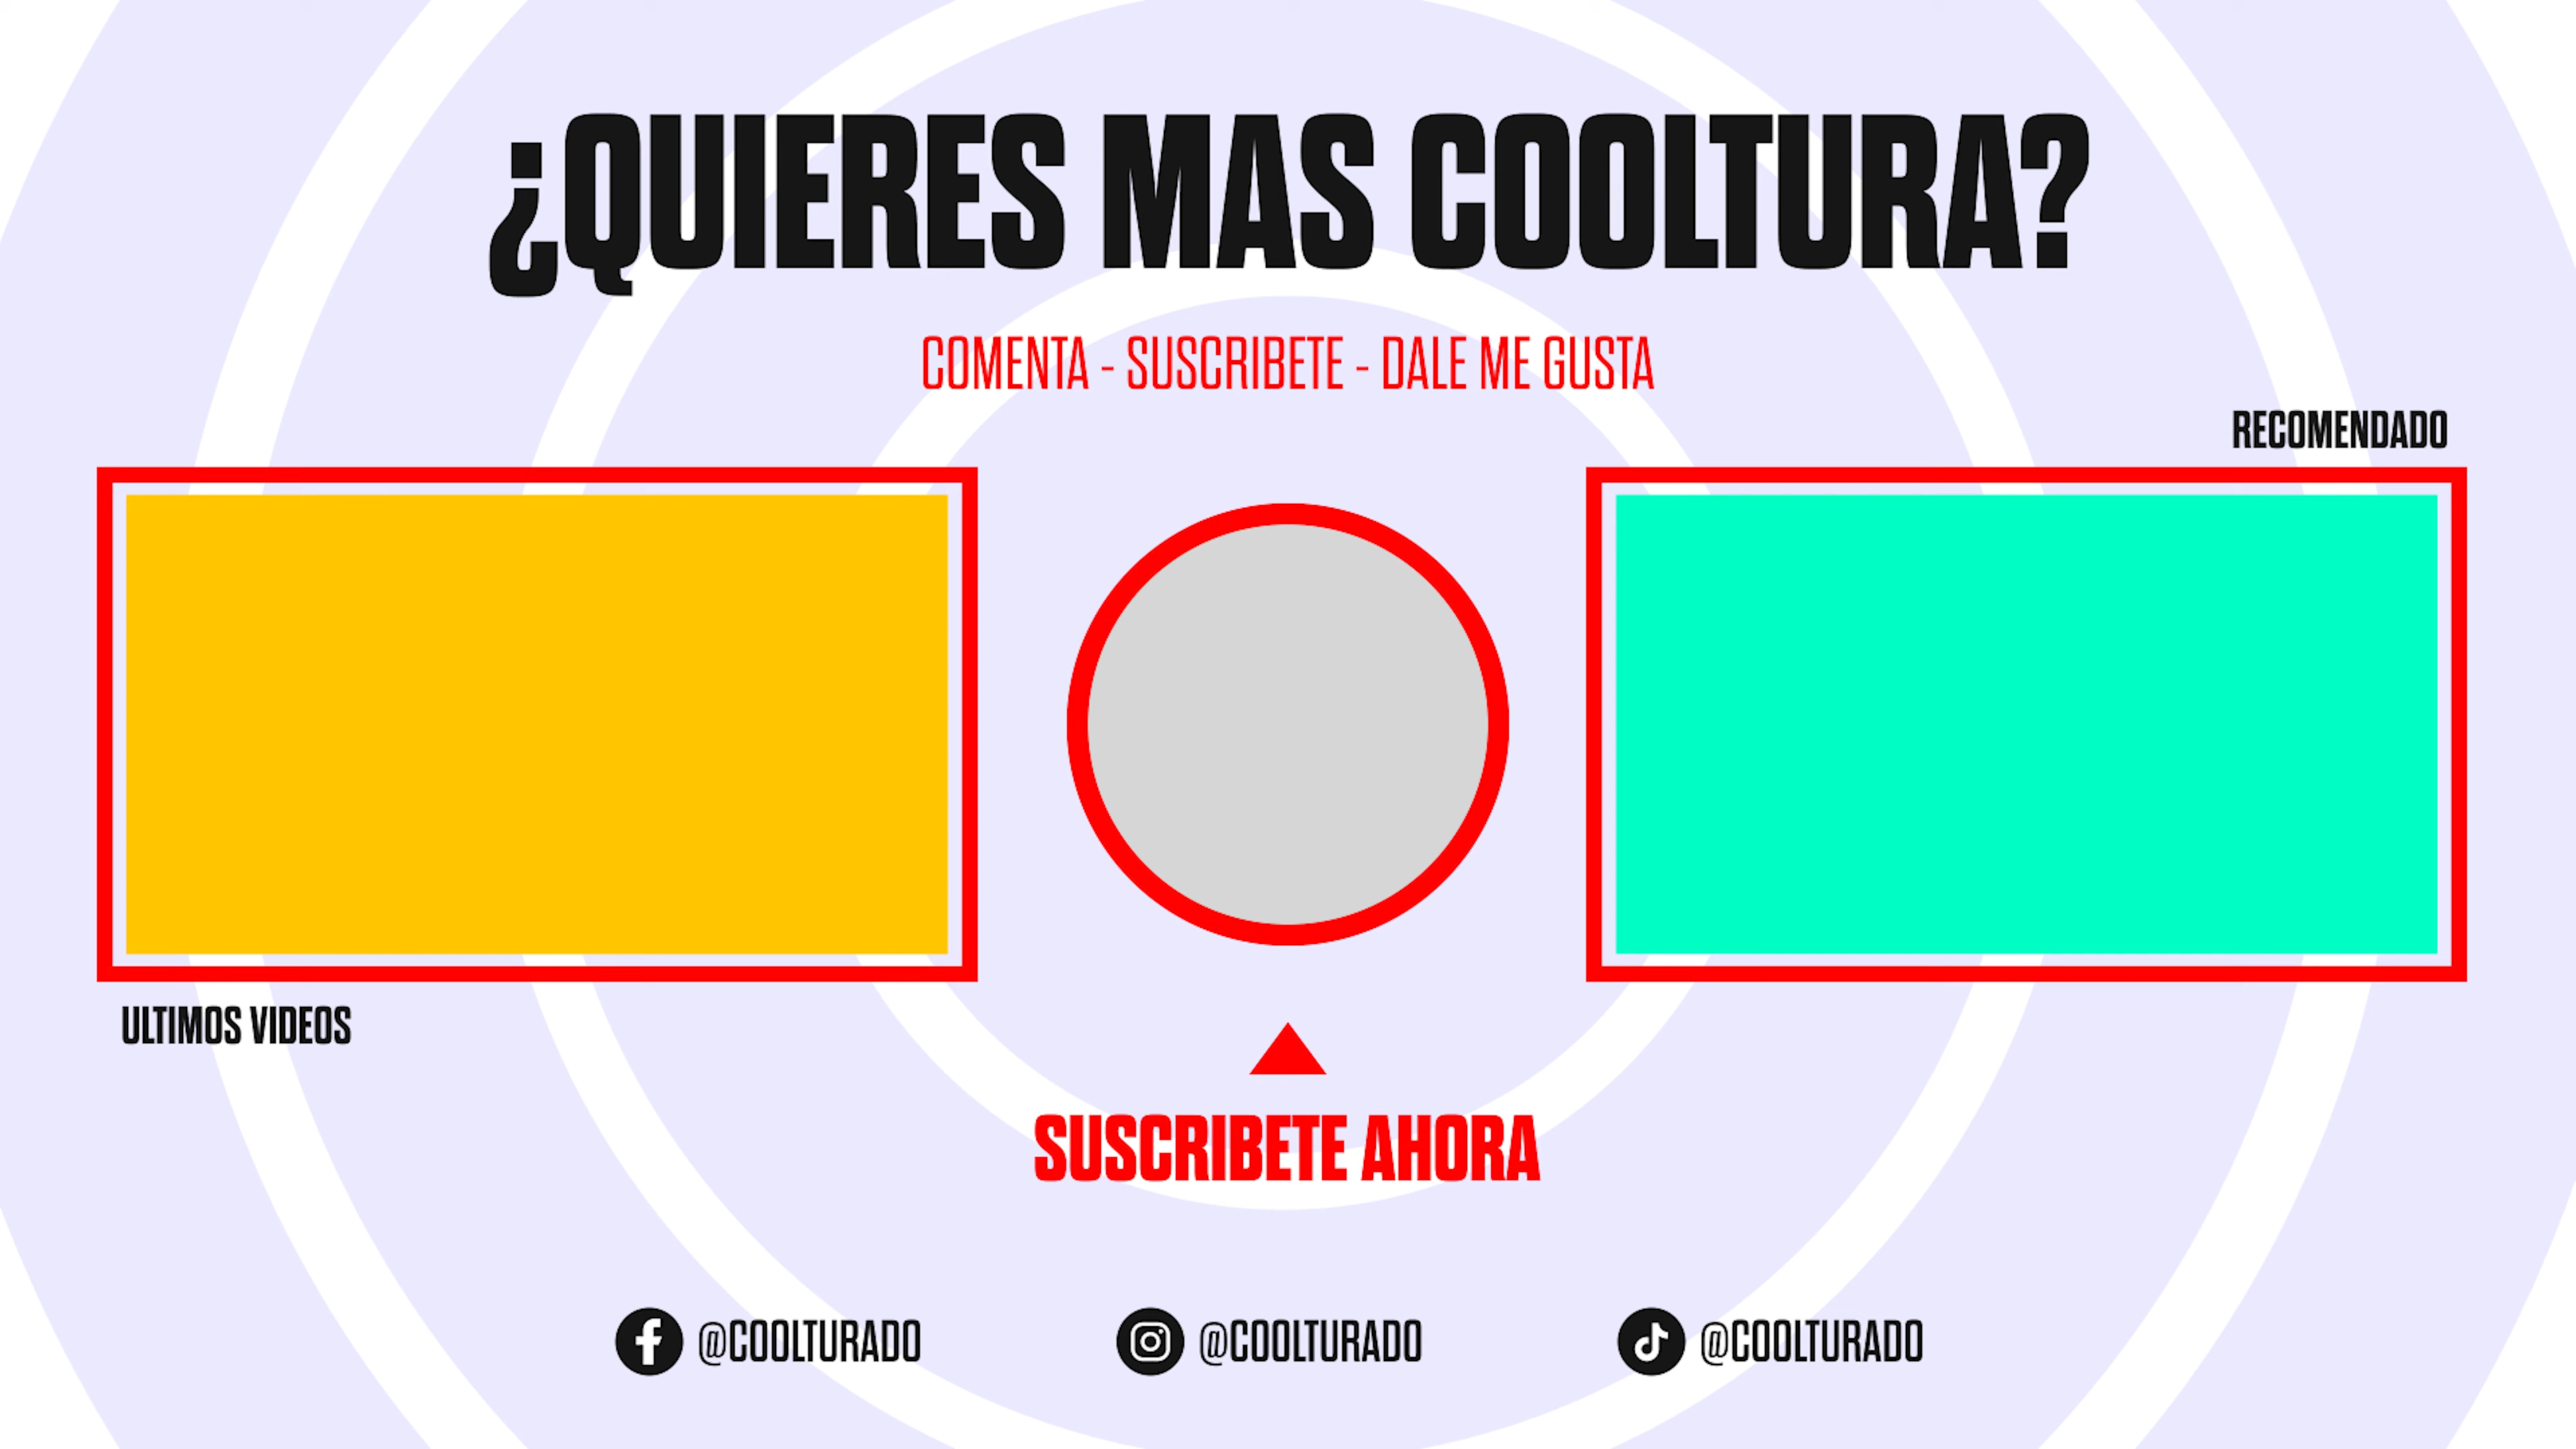 ¿QUIERES MAS COOLTURA?
COMENTA - SUSCRIBETE - DALE ME GUSTA
RECOMENDADO
ULTIMOS VIDEOS
SUSCRIBETE AHORA
@COOLTURADO
@COOLTURADO
@COOLTURADO